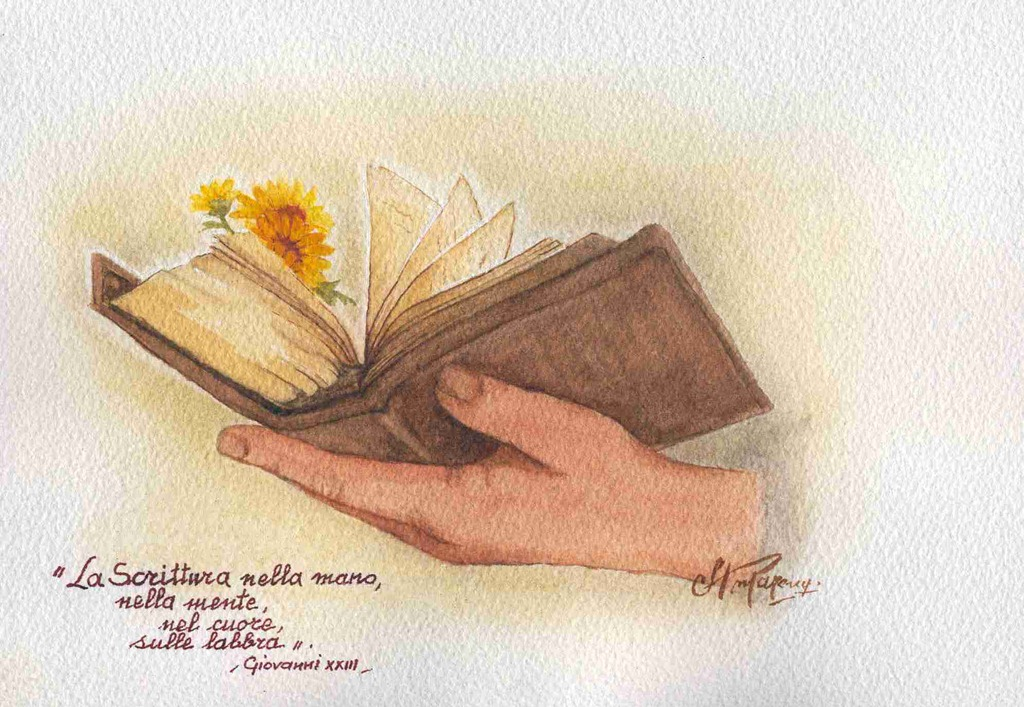 "La Scrittura nella mano,
nella mente,
nel cuore,
sulle labbra".
- Giovanni XXIII -